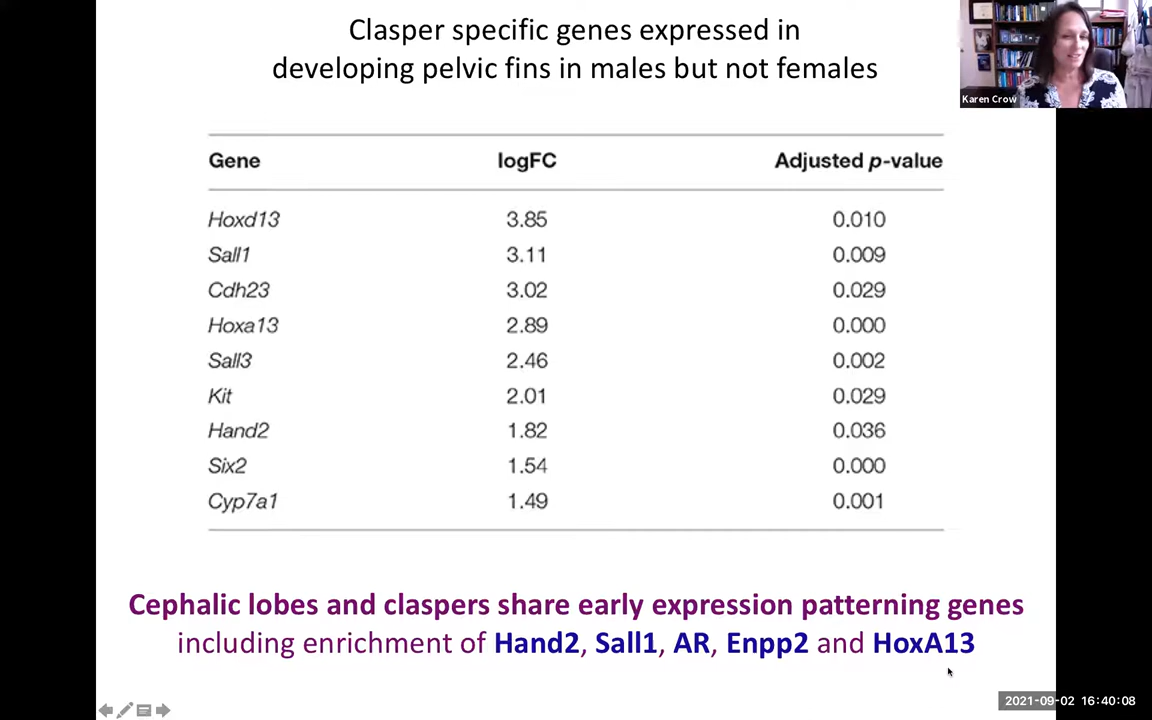 Clasper specific genes expressed in
developing pelvic fins in males but not females
Karen Crow
Gene logFC Adjusted p-value
Hoxd13 3.85 0.010
Sall1 3.11 0.009
Cdh23 3.02 0.029
Hoxa13 2.89 0.000
Sall3 2.46 0.002
Kit 2.01 0.029
Hand2 1.82 0.036
Six2 1.54 0.000
Cyp7a1 1.49 0.001
Cephalic lobes and claspers share early expression patterning genes
including enrichment of Hand2, Sall1, AR, Enpp2 and HoxA13
2021-09-02 16:40:08